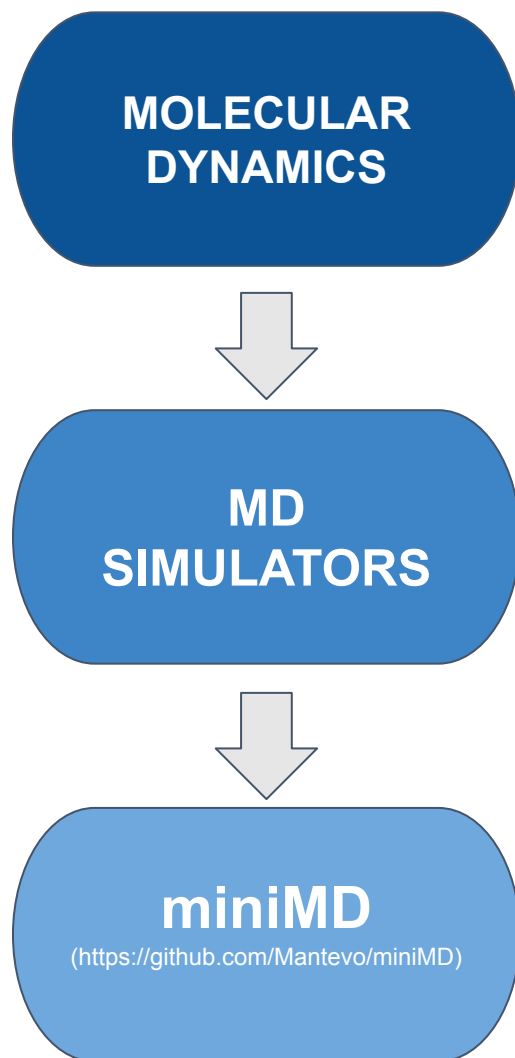 MOLECULAR
DYNAMICS
MD
SIMULATORS
miniMD
(https://github.com/Mantevo/miniMD)